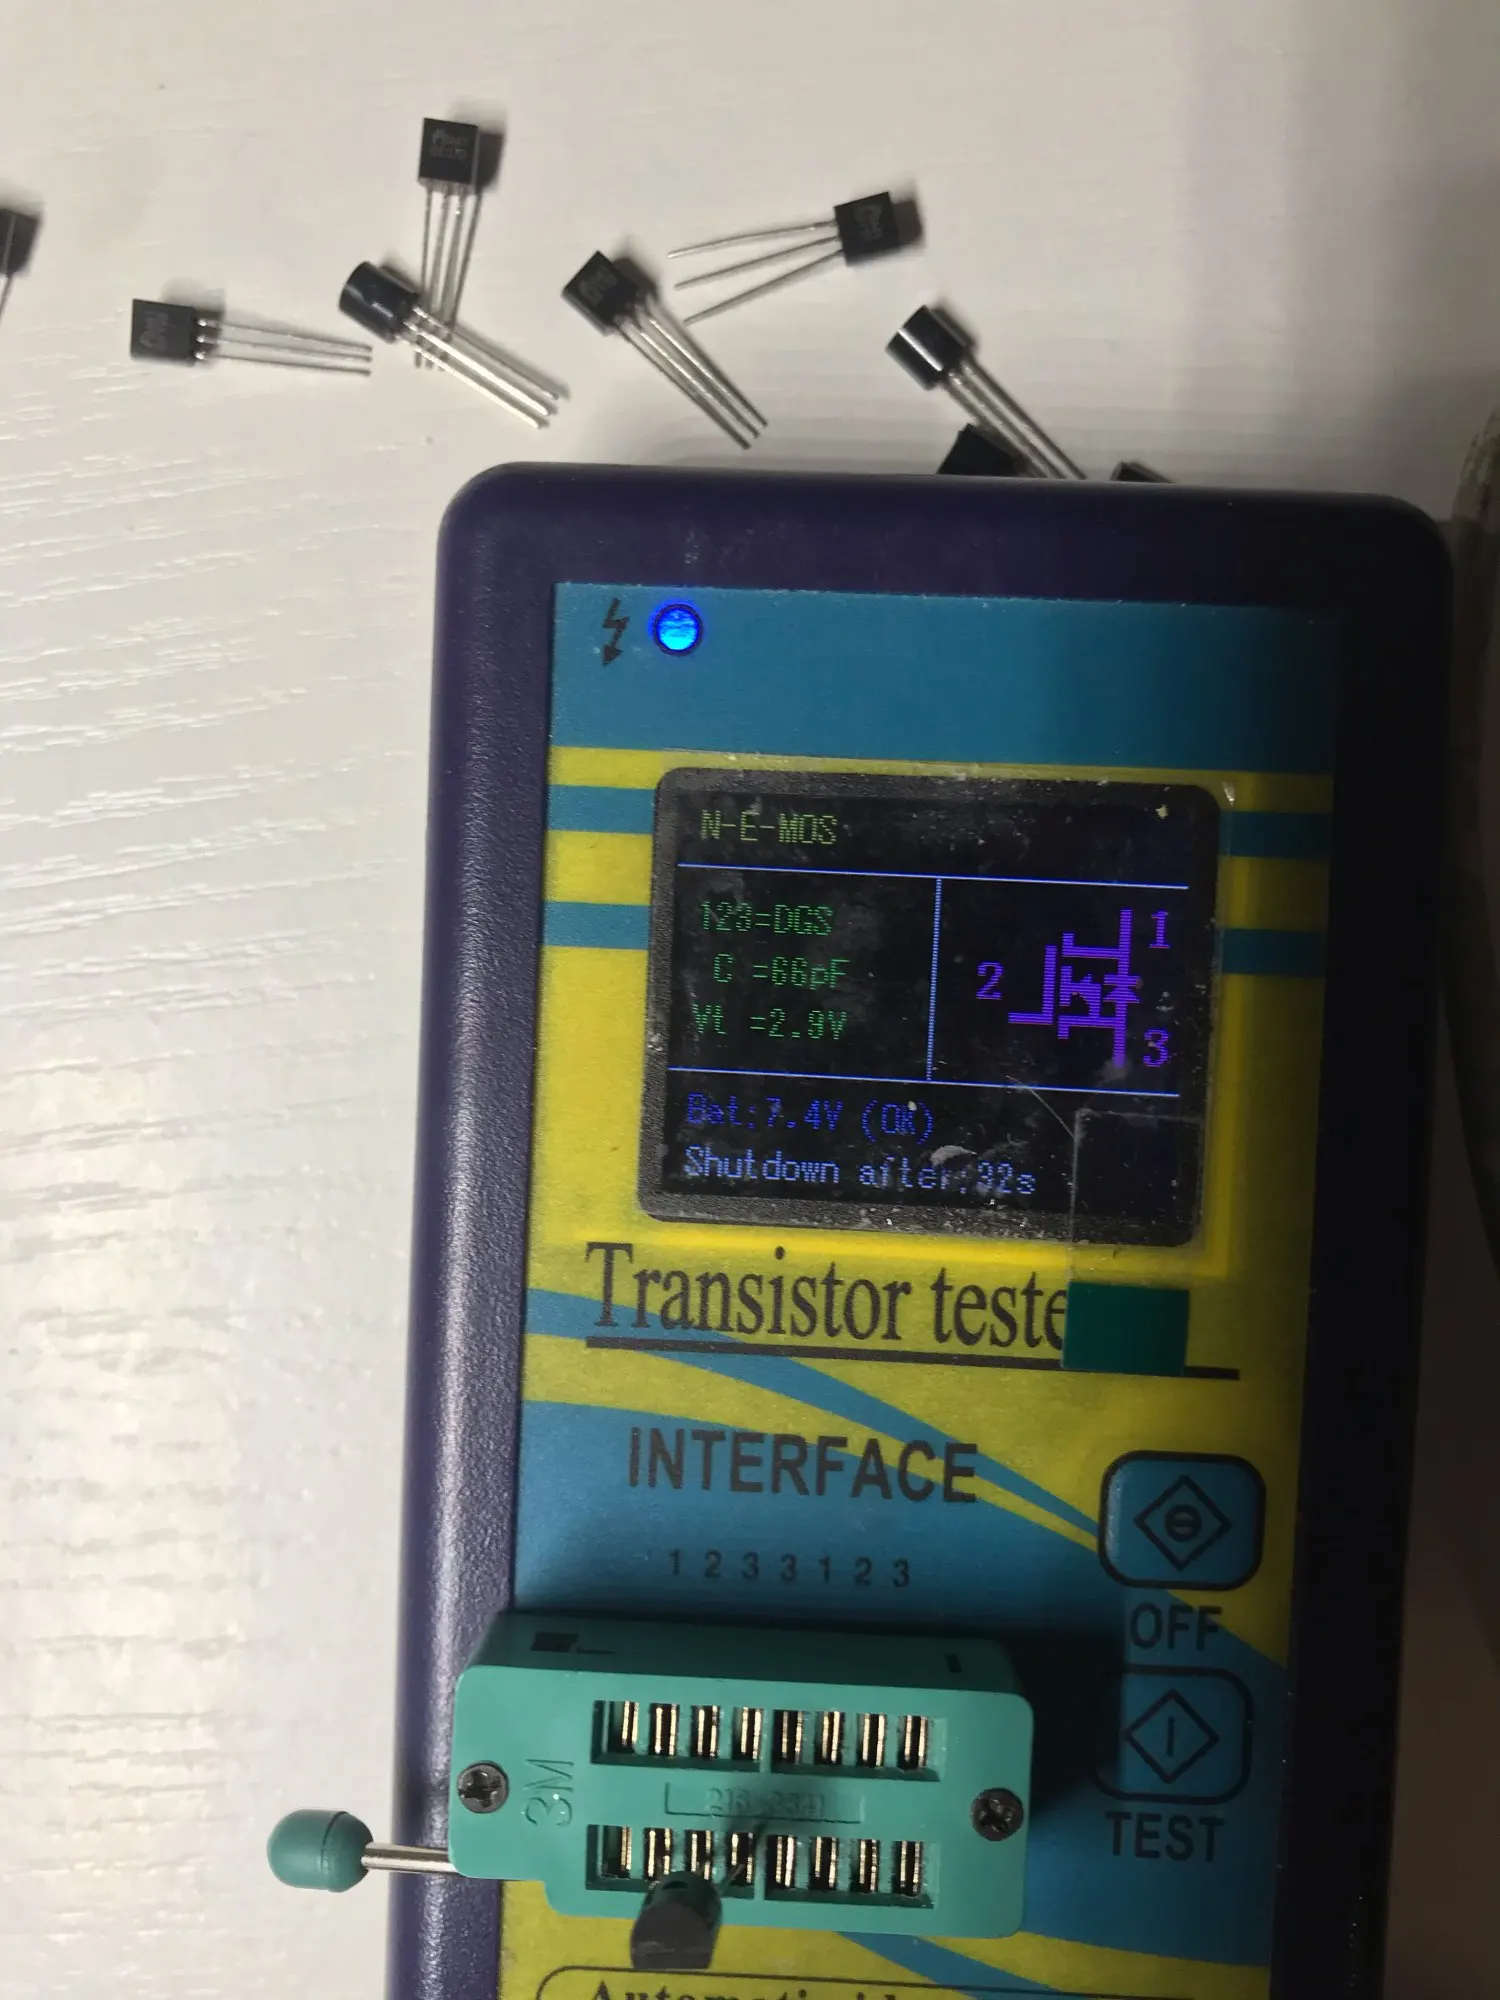 N-E-MOS
123=DGS
C =66pF
Vt =2.9V
1
2
3
Bat:7.4V (OK)
Shutdown after:32s
Transistor teste
INTERFACE
1 2 3 3 1 2 3
OFF
3M
TEST